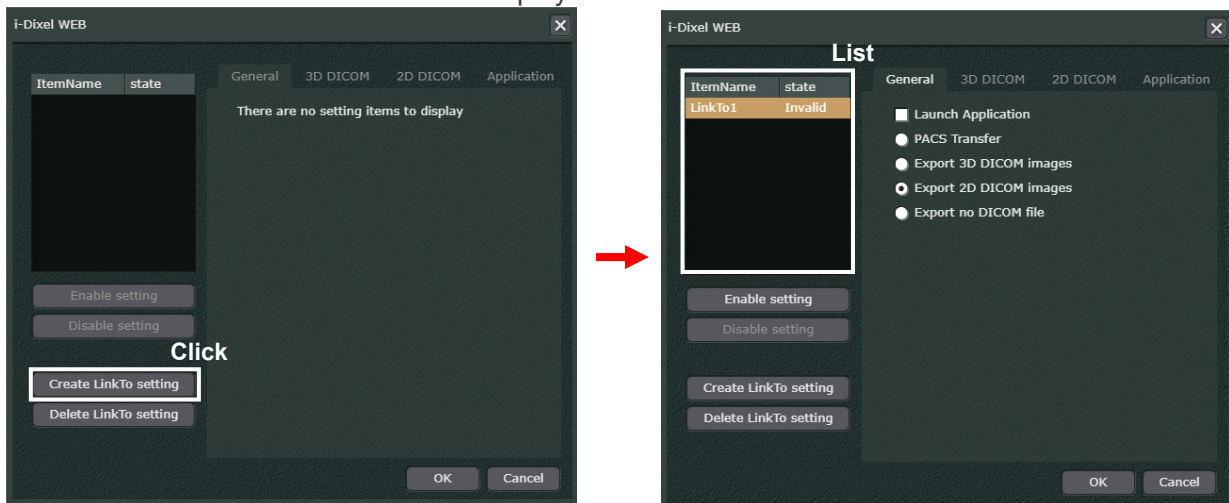 i-Dixel WEB
ItemName state
General 3D DICOM 2D DICOM Application
There are no setting items to display
Enable setting
Disable setting
Click
Create LinkTo setting
Delete LinkTo setting
OK Cancel
i-Dixel WEB
List
ItemName state
LinkTo1 Invalid
General 3D DICOM 2D DICOM Application
Launch Application
PACS Transfer
Export 3D DICOM images
Export 2D DICOM images
Export no DICOM file
Enable setting
Disable setting
Create LinkTo setting
Delete LinkTo setting
OK Cancel